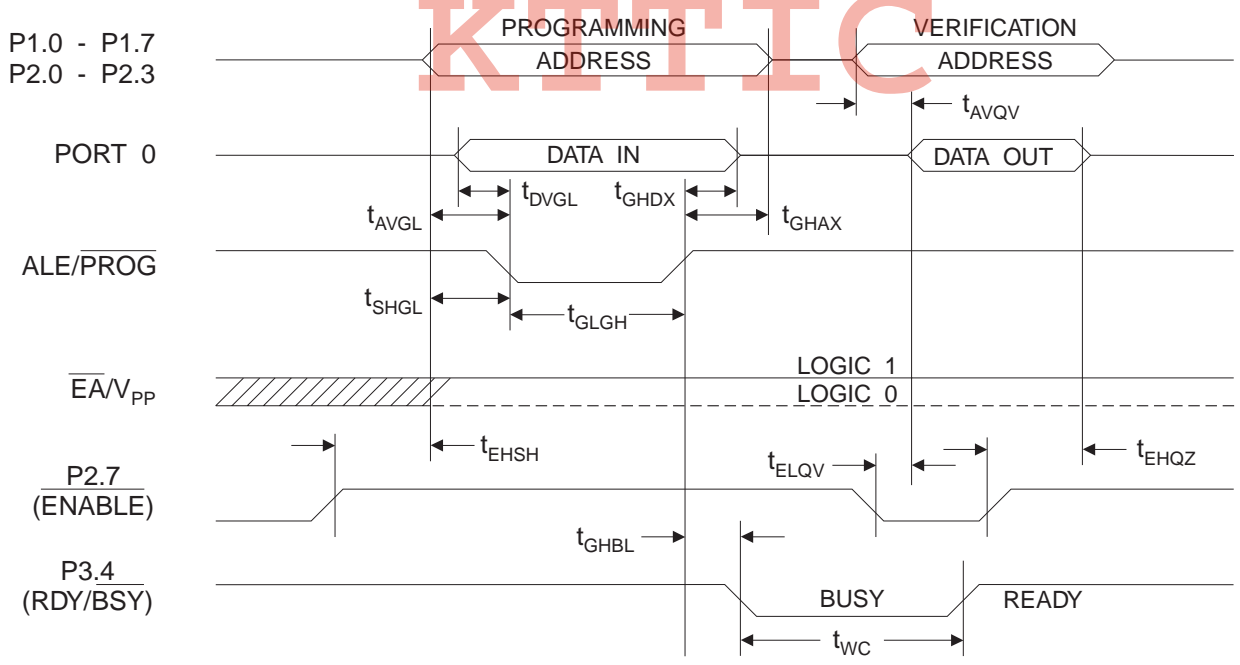 KTTIC
P1.0 - P1.7
P2.0 - P2.3
PROGRAMMING
ADDRESS
VERIFICATION
ADDRESS
tAVQV
PORT 0
DATA IN
DATA OUT
tDVGL
tGHDX
tAVGL
tGHAX
ALE/PROG
tSHGL
tGLGH
EA/VPP
LOGIC 1
LOGIC 0
tEHSH
tELQV
tEHQZ
P2.7
(ENABLE)
tGHBL
P3.4
(RDY/BSY)
BUSY
READY
tWC